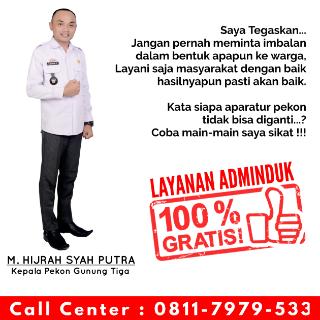 Saya Tegaskan...
Jangan pernah meminta imbalan
dalam bentuk apapun ke warga,
Layani saja masyarakat dengan baik
hasilnyapun pasti akan baik.
Kata siapa aparatur pekon
tidak bisa diganti...?
Coba main-main saya sikat !!!
LAYANAN ADMINDUK
100%
GRATIS!
M. HIJRAH SYAH PUTRA
Kepala Pekon Gunung Tiga
Call Center : 0811-7979-533